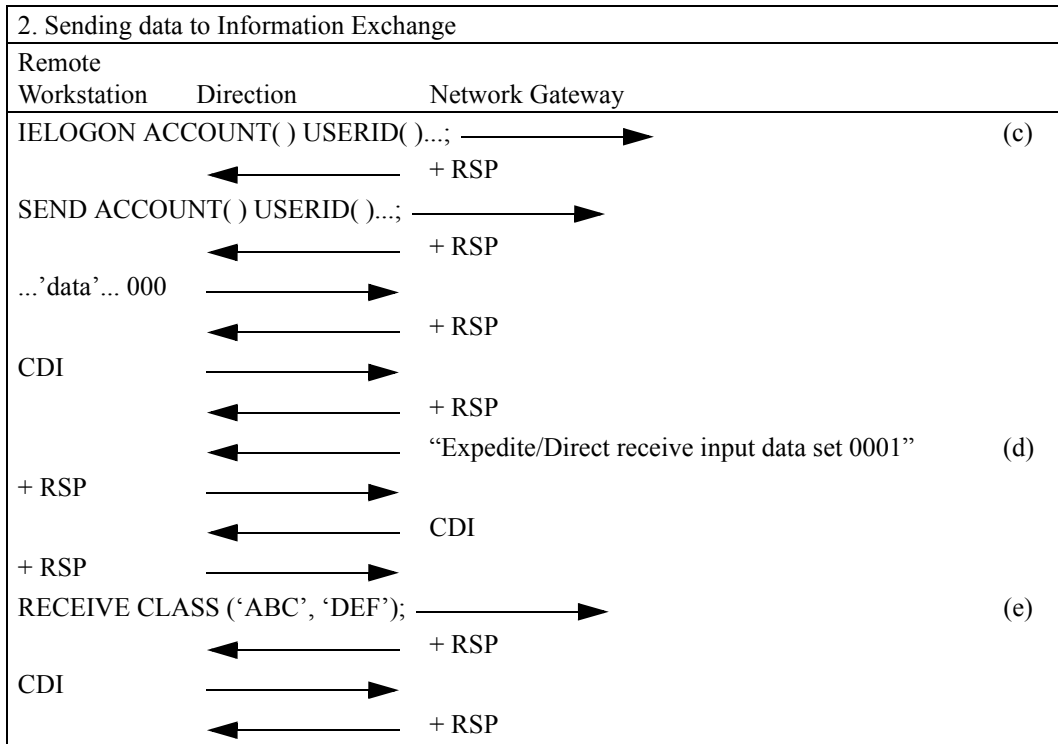 2. Sending data to Information Exchange
Remote
Workstation Direction Network Gateway
IELOGON ACCOUNT( ) USERID( )...; (c)
+ RSP
SEND ACCOUNT( ) USERID( )...;
+ RSP
...’data’... 000
+ RSP
CDI
+ RSP
“Expedite/Direct receive input data set 0001” (d)
+ RSP
CDI
+ RSP
RECEIVE CLASS (‘ABC’, ‘DEF’); (e)
+ RSP
CDI
+ RSP